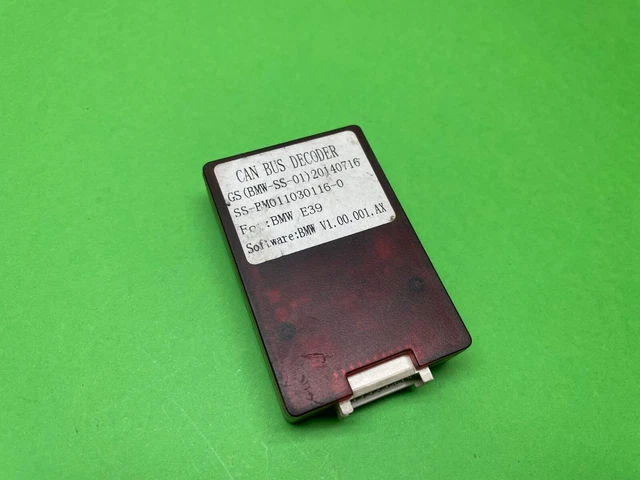 CAN BUS DECODER
GS(BMW-SS-01)20140716
SS-PM011030116-0
For:BMW E39
Software:BMW V1.00.001.AX